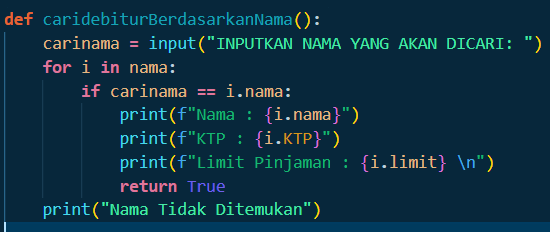 def caridebiturBerdasarkanNama():
    carinama = input("INPUTKAN NAMA YANG AKAN DICARI: ")
    for i in nama:
        if carinama == i.nama:
            print(f"Nama : {i.nama}")
            print(f"KTP : {i.KTP}")
            print(f"Limit Pinjaman : {i.limit} \n")
            return True
    print("Nama Tidak Ditemukan")